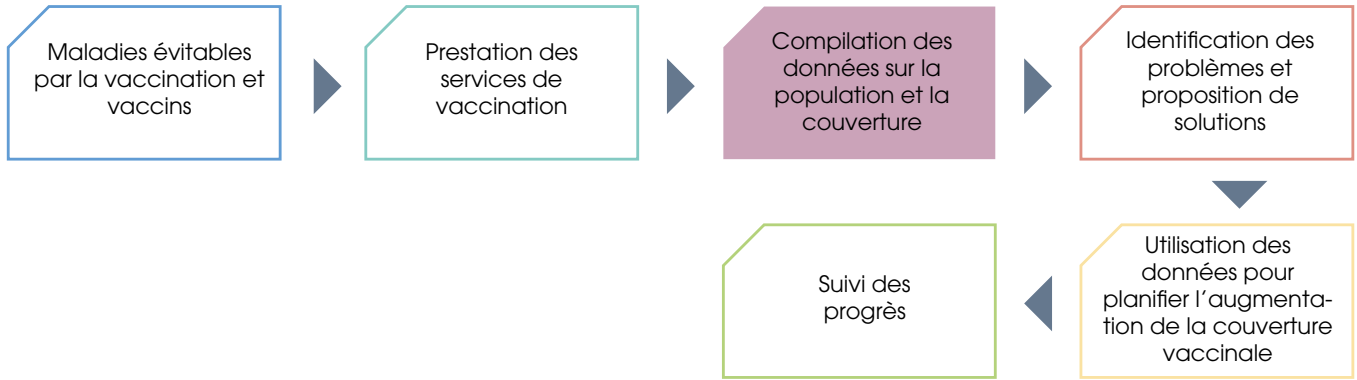 Maladies évitables
par la vaccination et
vaccins
Prestation des
services de
vaccination
Compilation des
données sur la
population et la
couverture
Identification des
problèmes et
proposition de
solutions
Utilisation des
données pour
planifier l’augmenta-
tion de la couverture
vaccinale
Suivi des
progrès